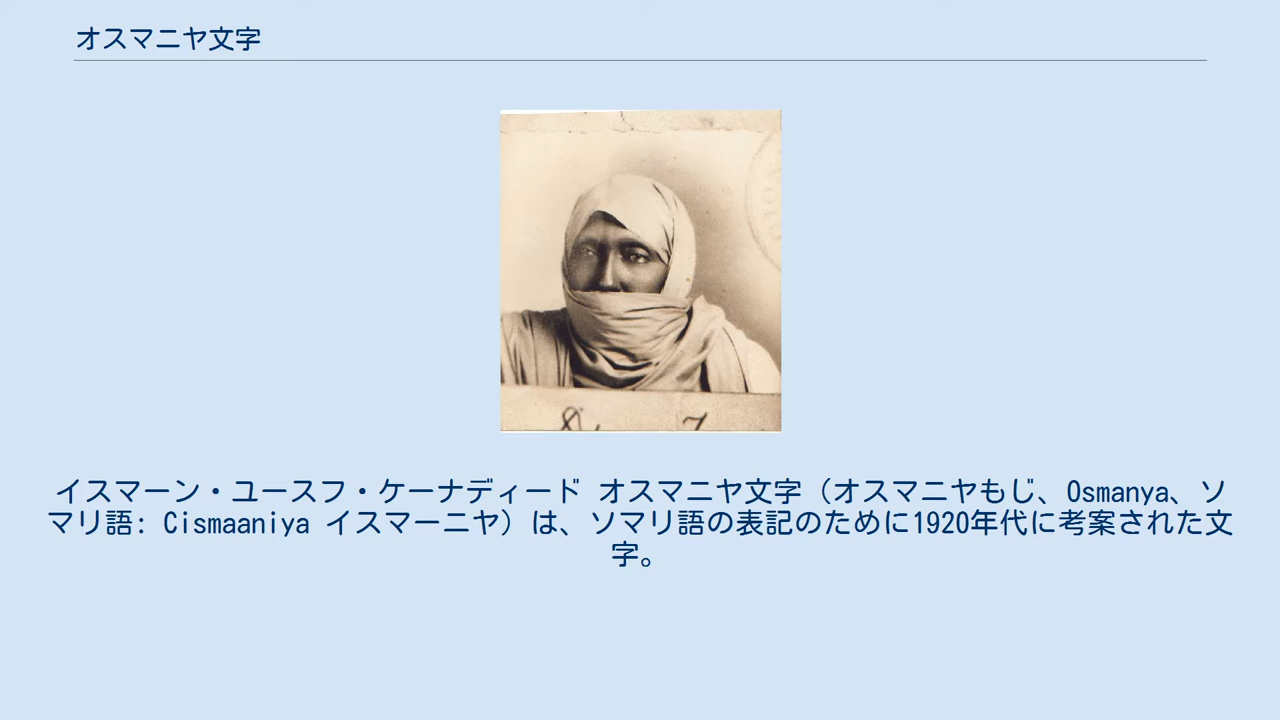 オスマニヤ文字
イスマーン・ユースフ・ケーナディード オスマニヤ文字（オスマニヤもじ、Osmanya、ソ
マリ語: Cismaaniya イスマーニヤ）は、ソマリ語の表記のために1920年代に考案された文
字。